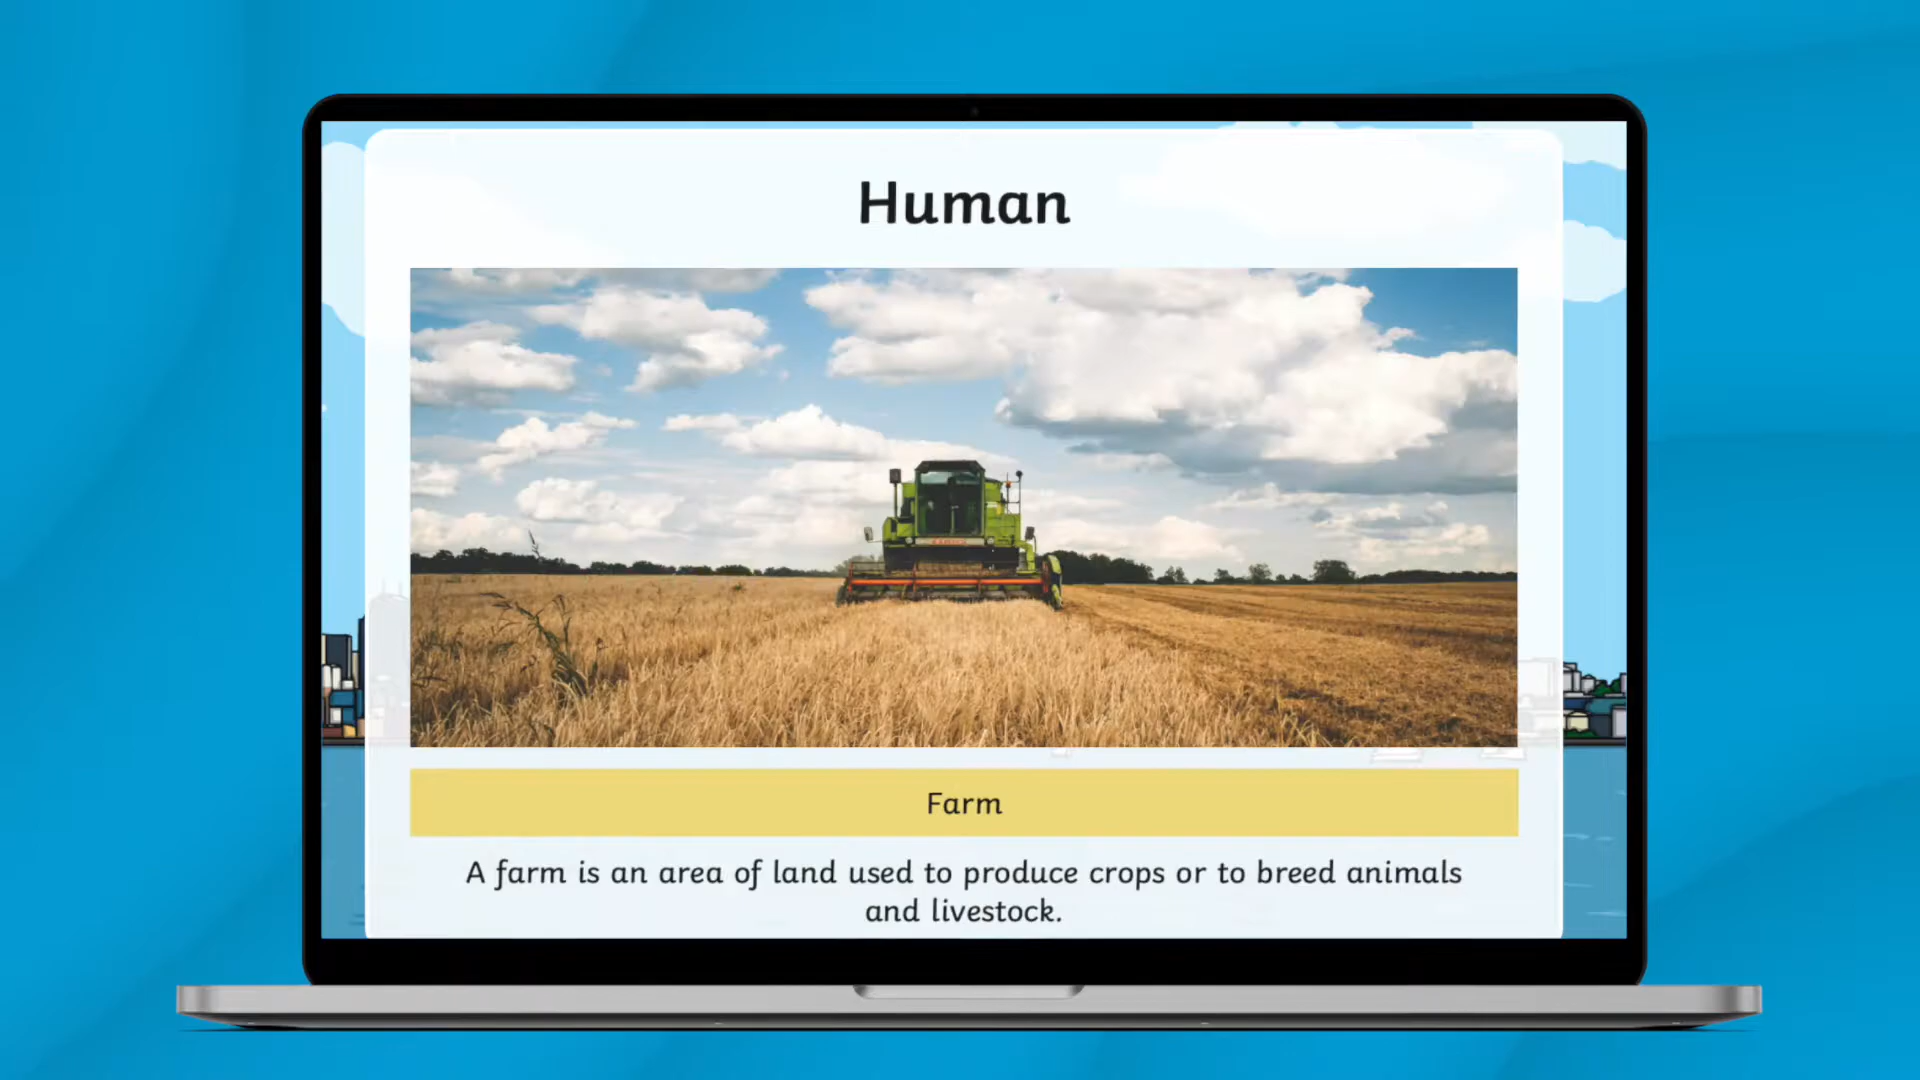 Human
Farm
A farm is an area of land used to produce crops or to breed animals
and livestock.